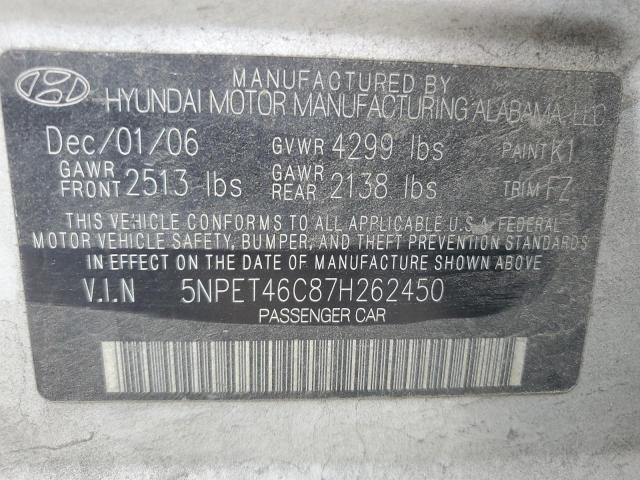 MANUFACTURED BY
HYUNDAI MOTOR MANUFACTURING ALABAMA, LLC
Dec/01/06 GVWR 4299 lbs PAINT K1
GAWR FRONT 2513 lbs GAWR REAR 2138 lbs TRIM FZ
THIS VEHICLE CONFORMS TO ALL APPLICABLE U.S.A. FEDERAL
MOTOR VEHICLE SAFETY, BUMPER, AND THEFT PREVENTION STANDARDS
IN EFFECT ON THE DATE OF MANUFACTURE SHOWN ABOVE.
V.I.N 5NPET46C87H262450
PASSENGER CAR